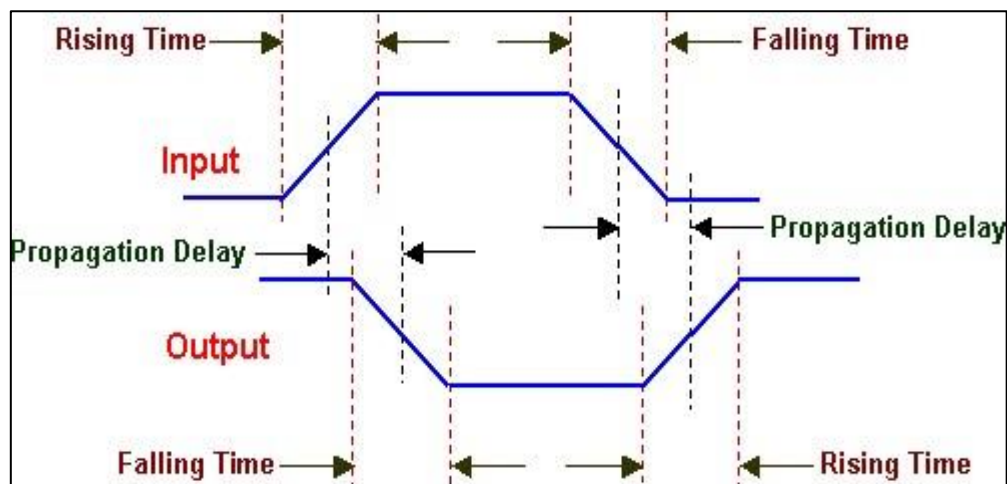 Rising Time
Falling Time
Input
Propagation Delay
Propagation Delay
Output
Falling Time
Rising Time